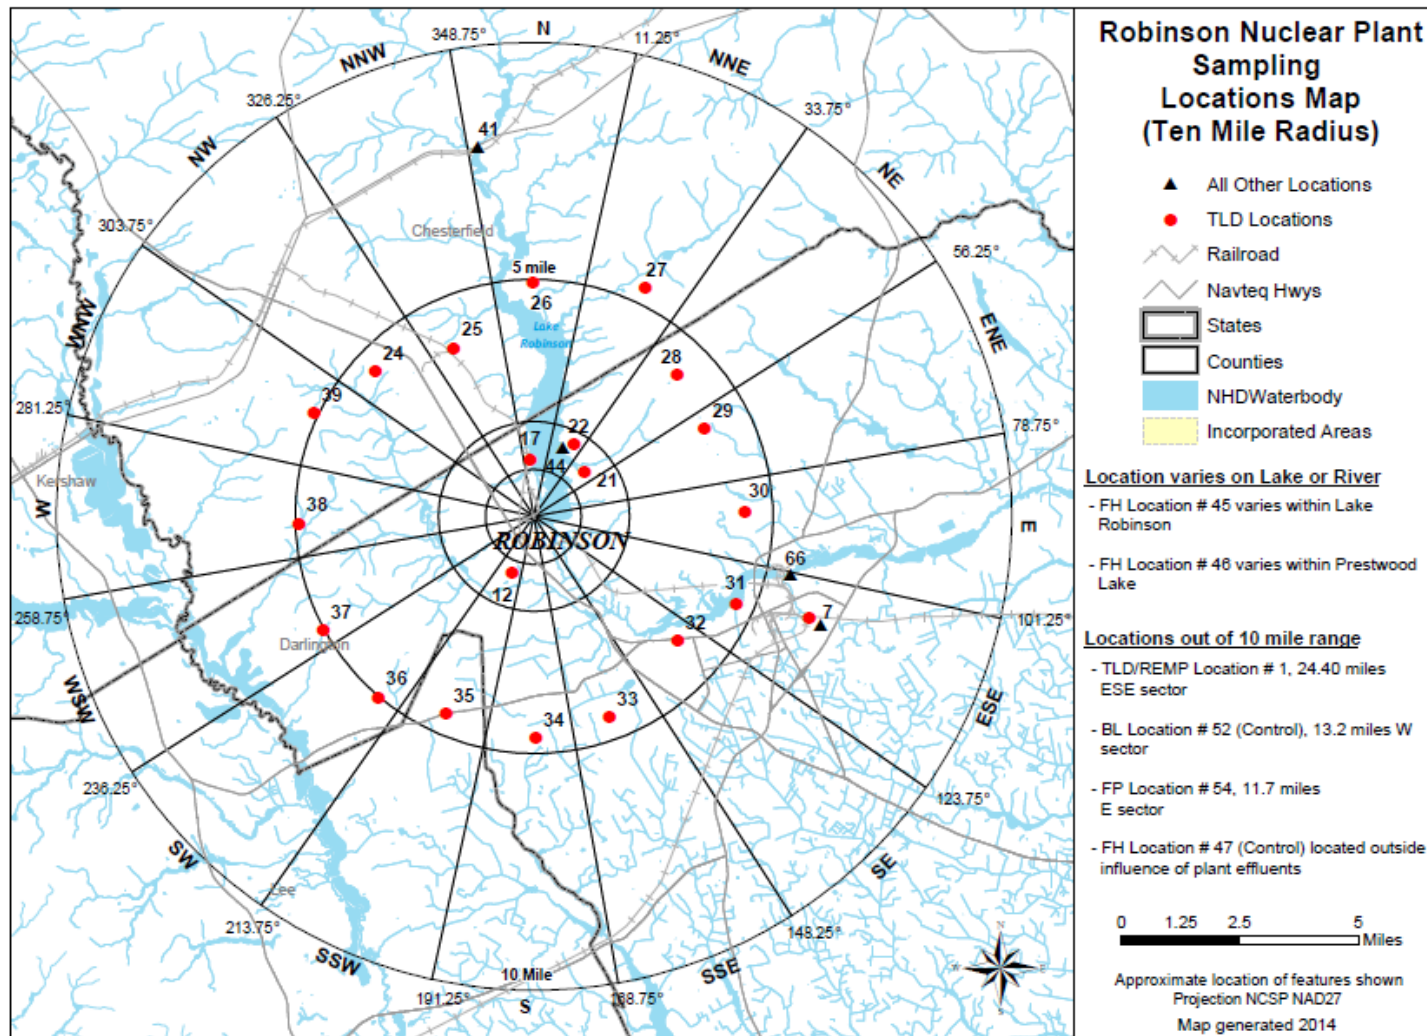 348.75°
N
11.25°
NNW
NNE
326.25°
33.75°
41
NW
NE
303.75°
Chesterfield
56.25°
5 mile
27
26
WNW
Lake
Robinson
ENE
25
24
28
39
281.25°
29
78.75°
22
17
44
21
Kershaw
30
38
W
E
ROBINSON
66
12
31
258.75°
37
7
101.25°
32
Darlington
WSW
36
35
33
34
ESE
236.25°
123.75°
SW
SE
Lee
213.75°
148.25°
SSW
SSE
10 Mile
191.25°
S
168.75°
N
W
E
S
Robinson Nuclear Plant
Sampling
Locations Map
(Ten Mile Radius)
All Other Locations
TLD Locations
Railroad
Navteq Hwys
States
Counties
NHDWaterbody
Incorporated Areas
Location varies on Lake or River
- FH Location # 45 varies within Lake
Robinson
- FH Location # 46 varies within Prestwood
Lake
Locations out of 10 mile range
- TLD/REMP Location # 1, 24.40 miles
ESE sector
- BL Location # 52 (Control), 13.2 miles W
sector
- FP Location # 54, 11.7 miles
E sector
- FH Location # 47 (Control) located outside
influence of plant effluents
0 1.25 2.5 5
Miles
Approximate location of features shown
Projection NCSP NAD27
Map generated 2014